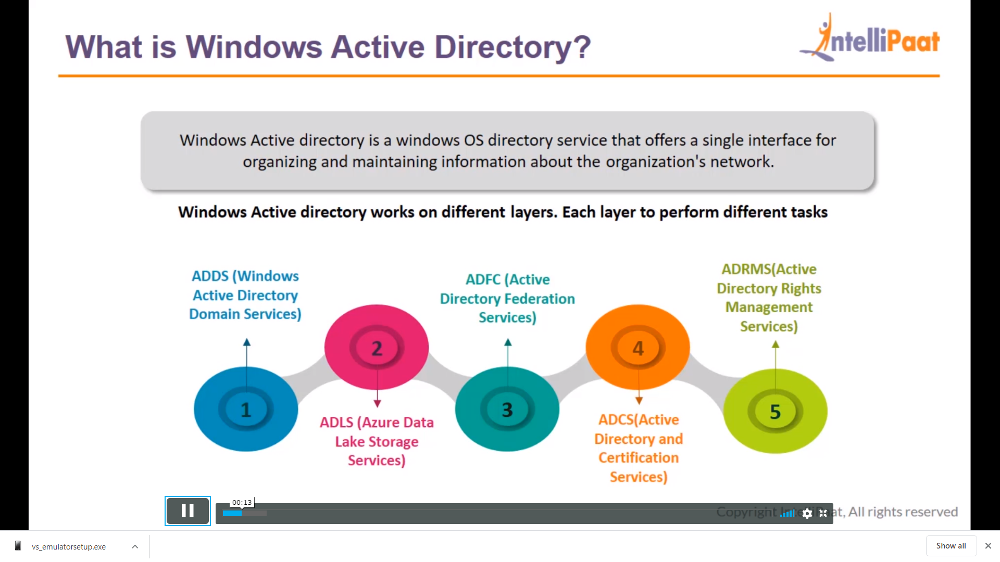 What is Windows Active Directory?
IntelliPaat
Windows Active directory is a windows OS directory service that offers a single interface for
organizing and maintaining information about the organization's network.
Windows Active directory works on different layers. Each layer to perform different tasks
ADDS (Windows
Active Directory
Domain Services)
ADFC (Active
Directory Federation
Services)
ADRMS(Active
Directory Rights
Management
Services)
1
2
3
4
5
ADLS (Azure Data
Lake Storage
Services)
ADCS(Active
Directory and
Certification
Services)
00:13
Copyright IntelliPaat, All rights reserved
vs_emulatorsetup.exe
Show all